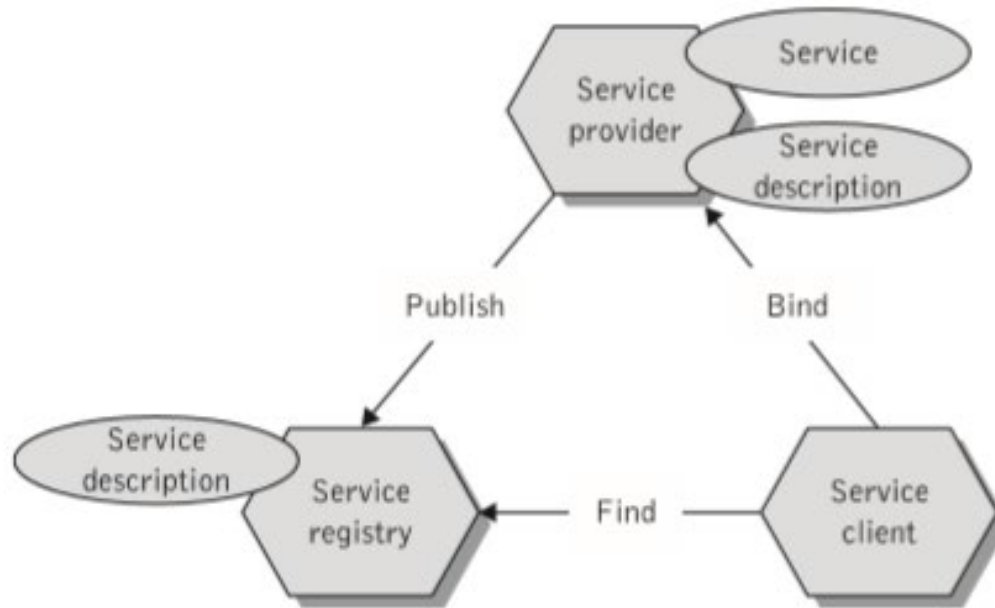 Service
Service
provider
Service
description
Publish
Bind
Service
description
Service
registry
Find
Service
client